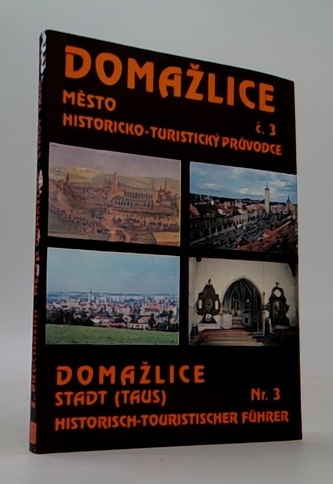 DOMAŽLICE
MĚSTO č. 3
HISTORICKO-TURISTICKÝ PRŮVODCE
DOMAŽLICE
STADT (TAUS) Nr. 3
HISTORISCH-TOURISTISCHER FÜHRER